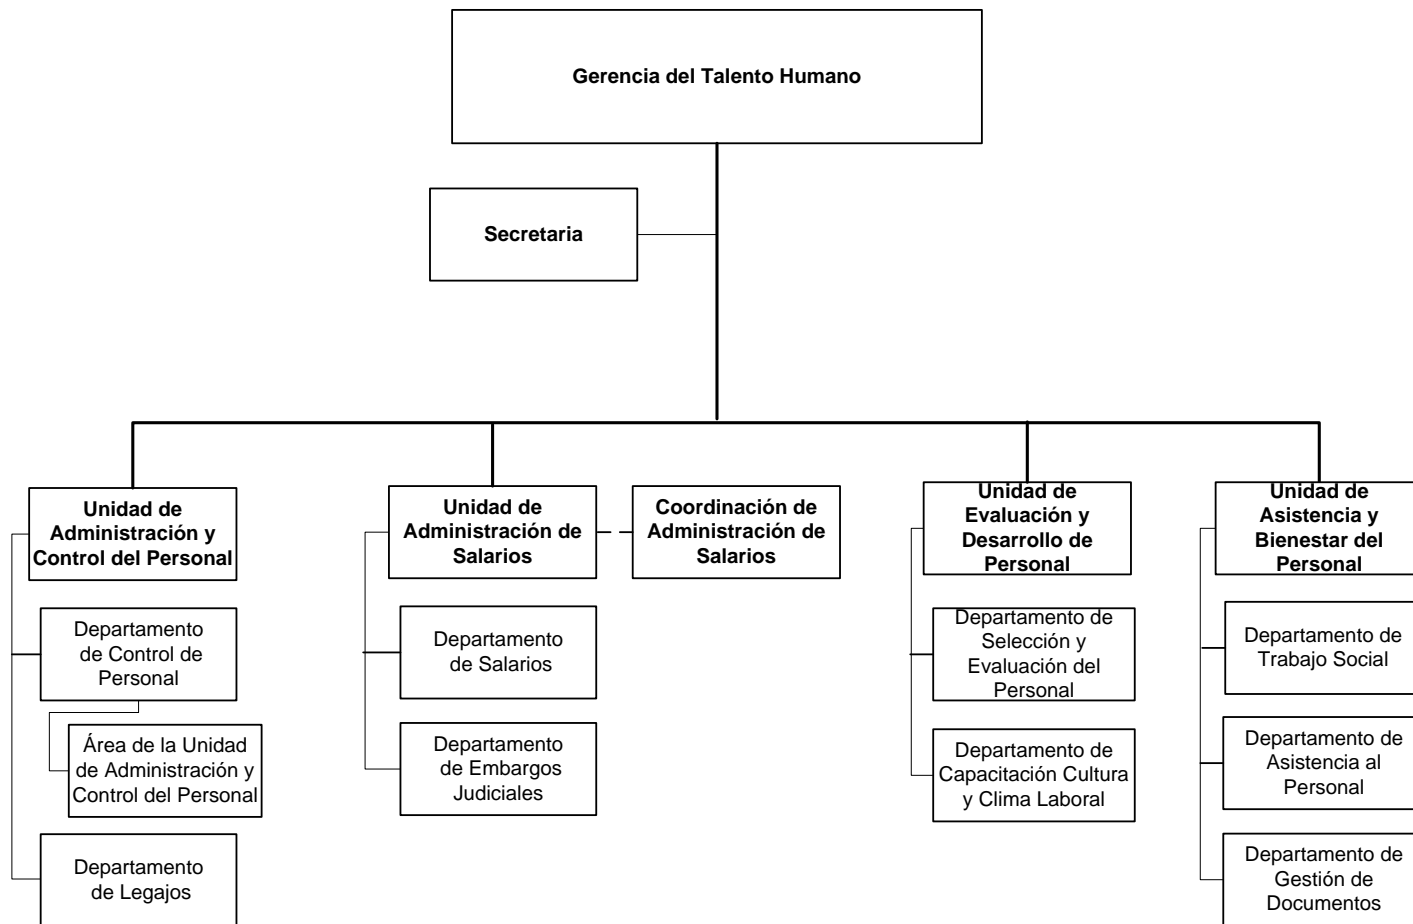 Gerencia del Talento Humano
Secretaria
Unidad de
Administración y
Control del Personal
Departamento
de Control de
Personal
Área de la Unidad
de Administración y
Control del Personal
Departamento
de Legajos
Unidad de
Administración de
Salarios
Coordinación de
Administración de
Salarios
Departamento
de Salarios
Departamento
de Embargos
Judiciales
Unidad de
Evaluación y
Desarrollo de
Personal
Departamento de
Selección y
Evaluación del
Personal
Departamento de
Capacitación Cultura
y Clima Laboral
Unidad de
Asistencia y
Bienestar del
Personal
Departamento de
Trabajo Social
Departamento de
Asistencia al
Personal
Departamento de
Gestión de
Documentos